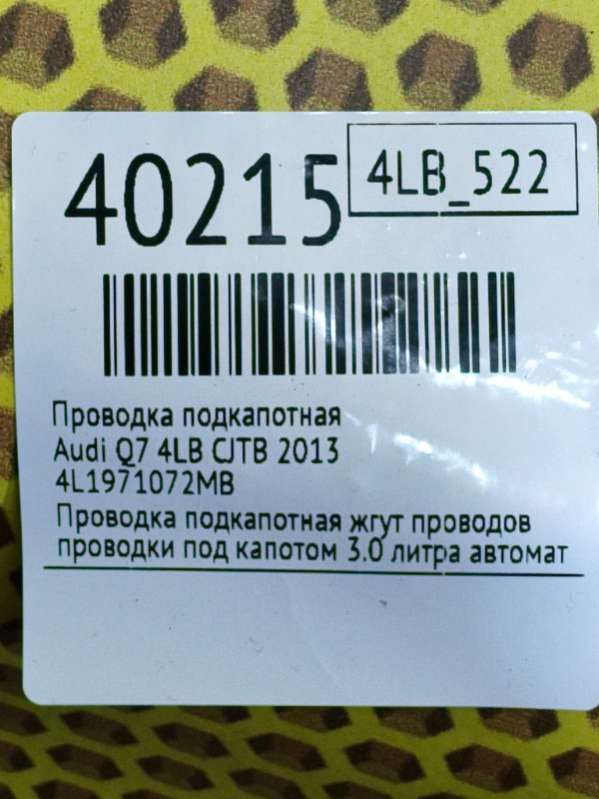 40215
4LB_522
Проводка подкапотная
Audi Q7 4LB CJTB 2013
4L1971072MB
Проводка подкапотная жгут проводов
проводки под капотом 3.0 литра автомат